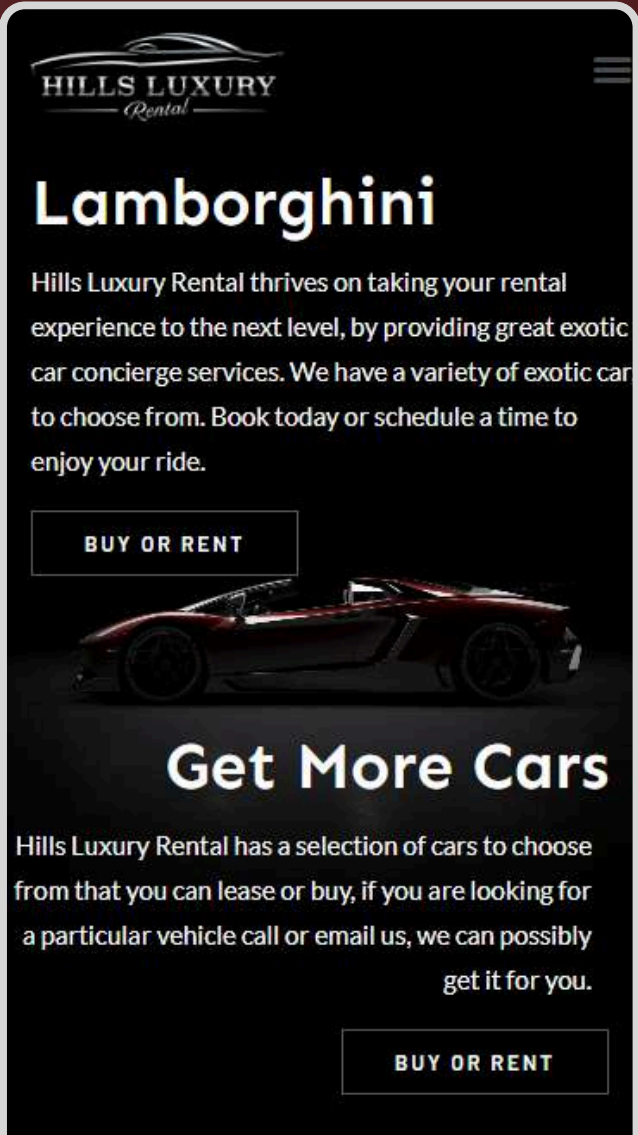 HILLS LUXURY
Rental
Lamborghini
Hills Luxury Rental thrives on taking your rental
experience to the next level, by providing great exotic
car concierge services. We have a variety of exotic car
to choose from. Book today or schedule a time to
enjoy your ride.
BUY OR RENT
Get More Cars
Hills Luxury Rental has a selection of cars to choose
from that you can lease or buy, if you are looking for
a particular vehicle call or email us, we can possibly
get it for you.
BUY OR RENT